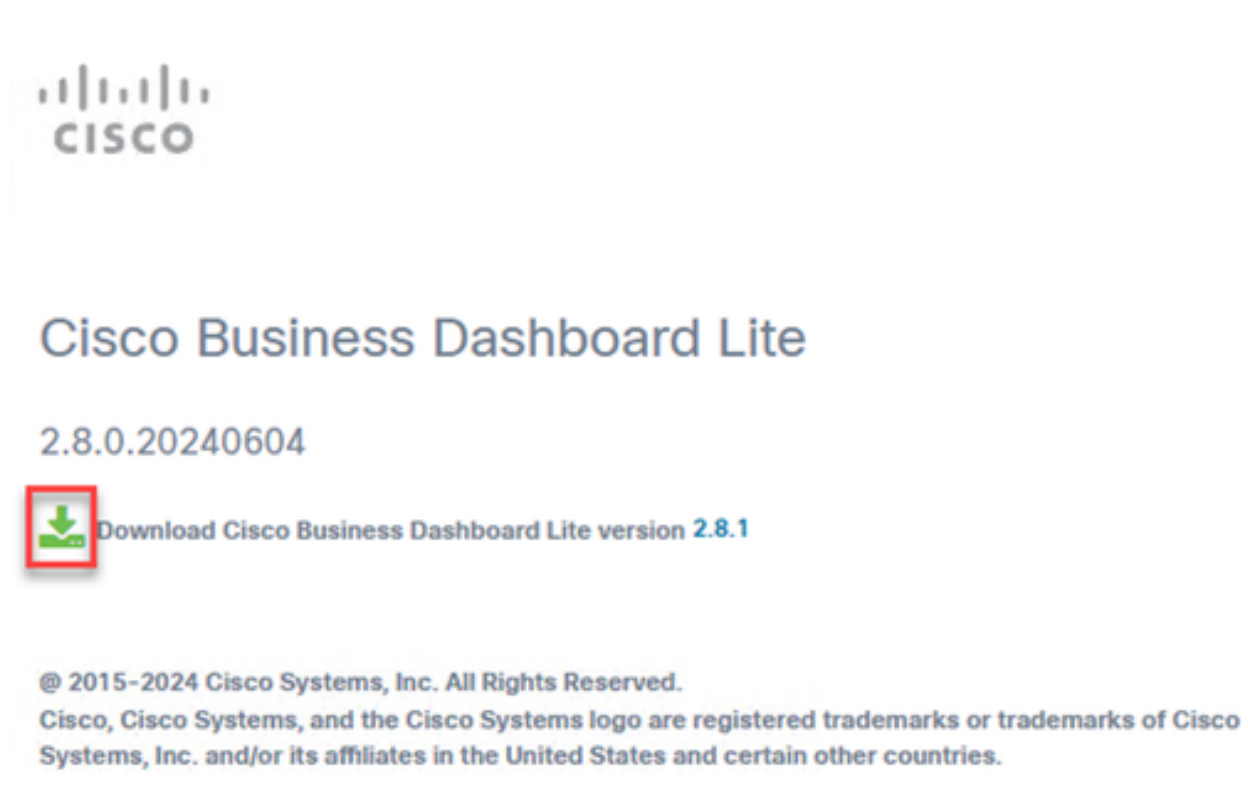 CISCO
Cisco Business Dashboard Lite
2.8.0.20240604
Download Cisco Business Dashboard Lite version 2.8.1
@ 2015-2024 Cisco Systems, Inc. All Rights Reserved.
Cisco, Cisco Systems, and the Cisco Systems logo are registered trademarks or trademarks of Cisco
Systems, Inc. and/or its affiliates in the United States and certain other countries.